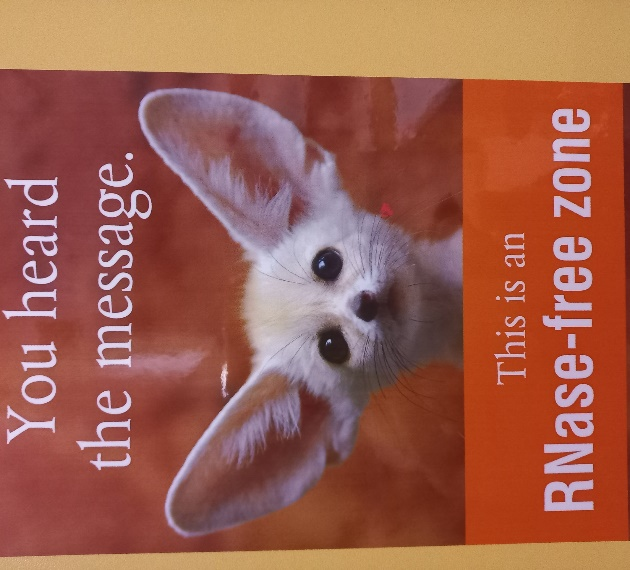 You heard
the message.
This is an
RNase-free zone